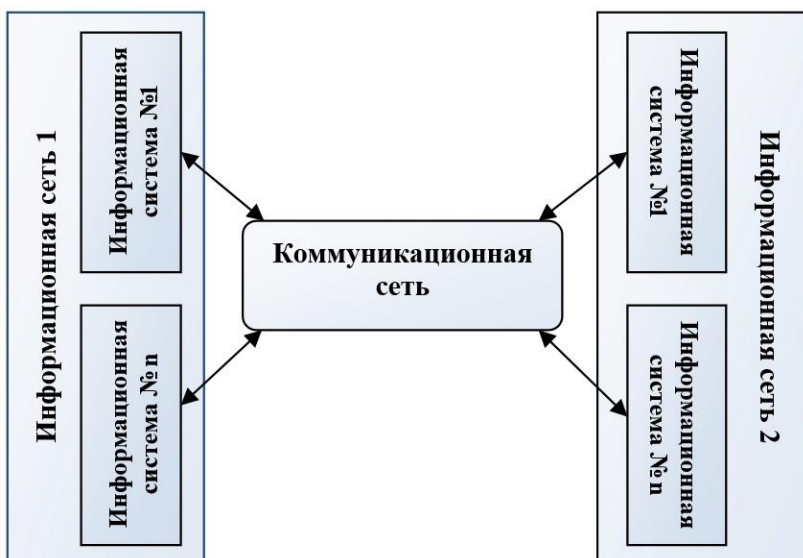 Информационная сеть 1
Информационная
система №1
Информационная
система № n
Коммуникационная
сеть
Информационная
система №1
Информационная
система № n
Информационная сеть 2